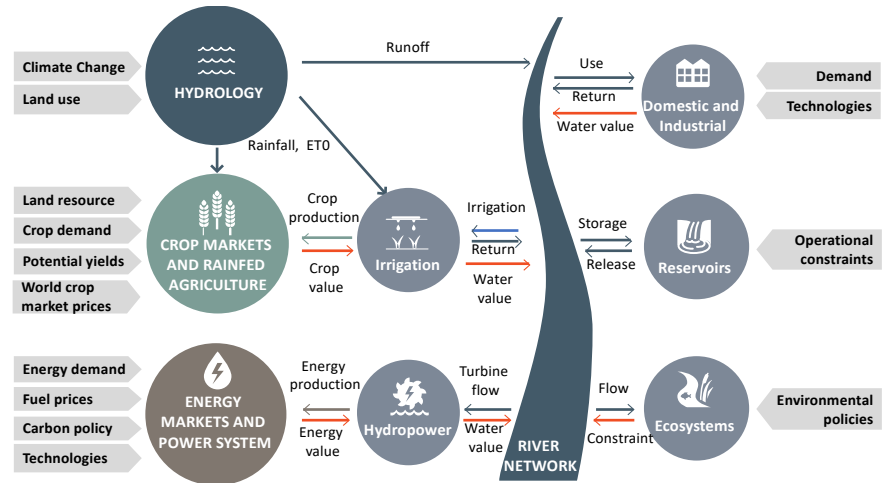 Climate Change
Land use
HYDROLOGY
Runoff
Rainfall, ET0
Use
Return
Water value
Domestic and
Industrial
Demand
Technologies
Land resource
Crop demand
Potential yields
World crop
market prices
CROP MARKETS
AND RAINFED
AGRICULTURE
Crop
production
Crop
value
Irrigation
Irrigation
Return
Water
value
Storage
Release
Reservoirs
Operational
constraints
Energy demand
Fuel prices
Carbon policy
Technologies
ENERGY
MARKETS AND
POWER SYSTEM
Energy
production
Energy
value
Hydropower
Turbine
flow
Water
value
RIVER
NETWORK
Flow
Constraint
Ecosystems
Environmental
policies